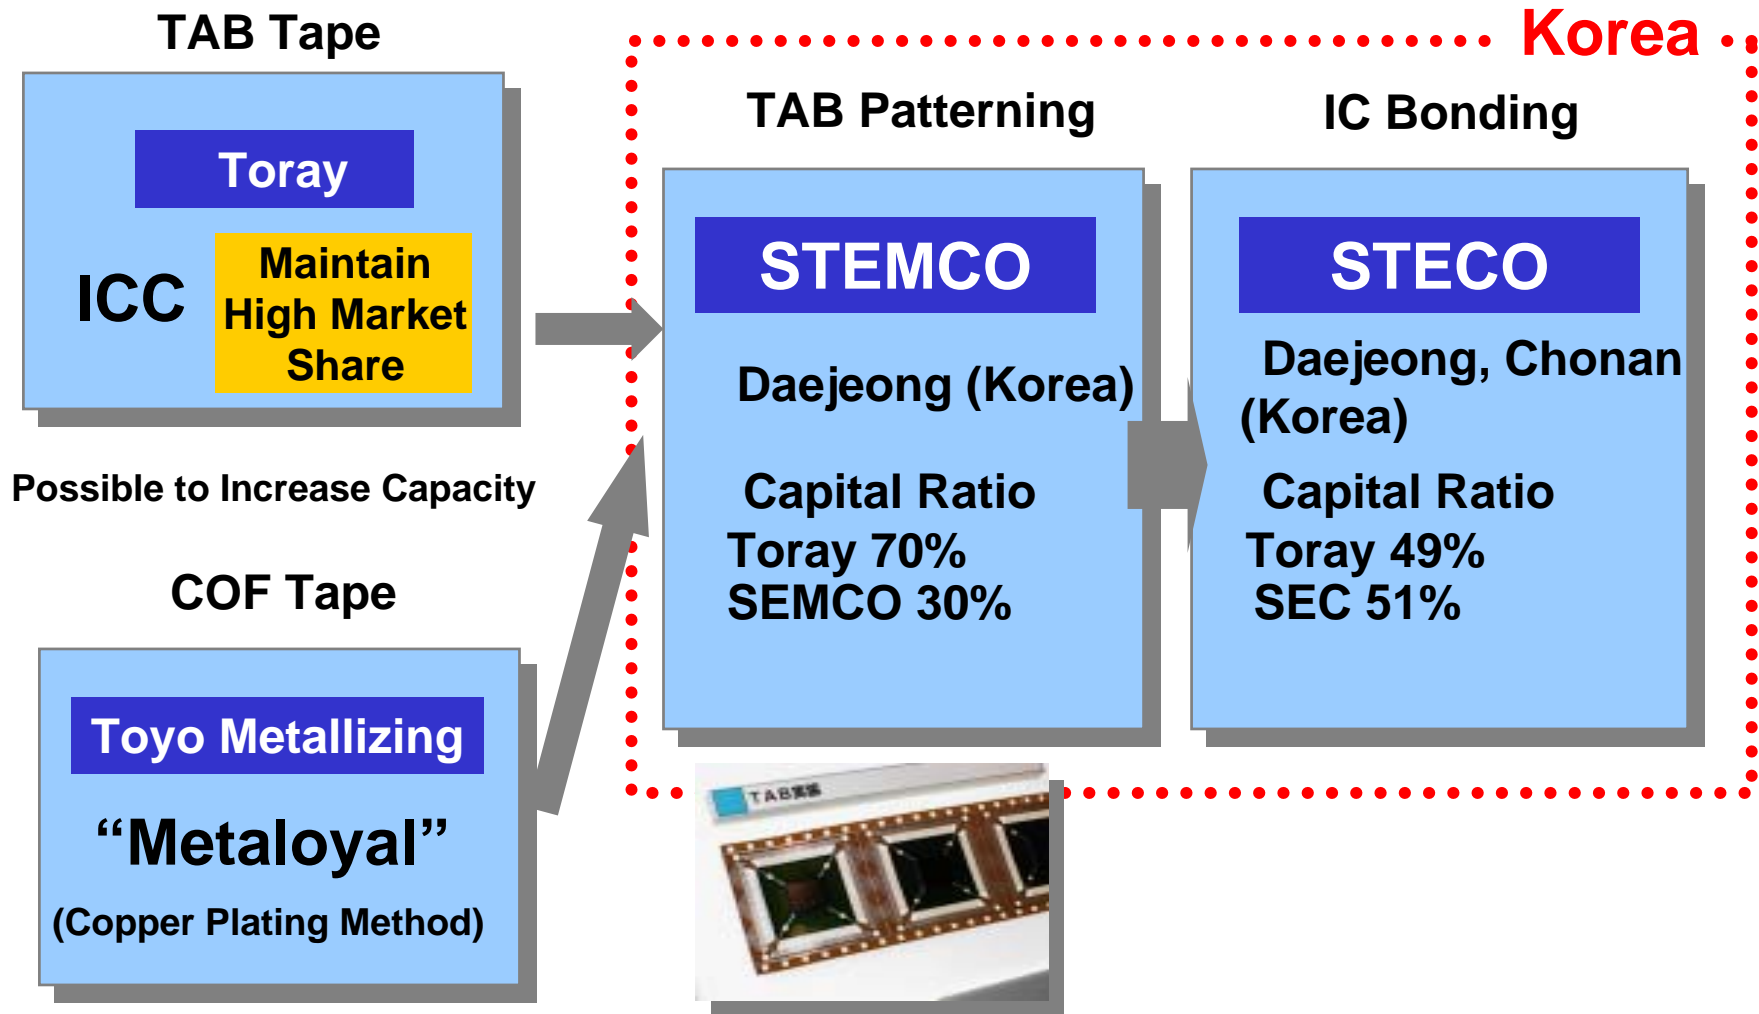 TAB Tape
Toray
ICC
Maintain
High Market
Share
Possible to Increase Capacity
COF Tape
Toyo Metallizing
“Metaloyal”
(Copper Plating Method)
Korea
TAB Patterning
STEMCO
Daejeong (Korea)
Capital Ratio
Toray 70%
SEMCO 30%
IC Bonding
STECO
Daejeong, Chonan
(Korea)
Capital Ratio
Toray 49%
SEC 51%
TAB